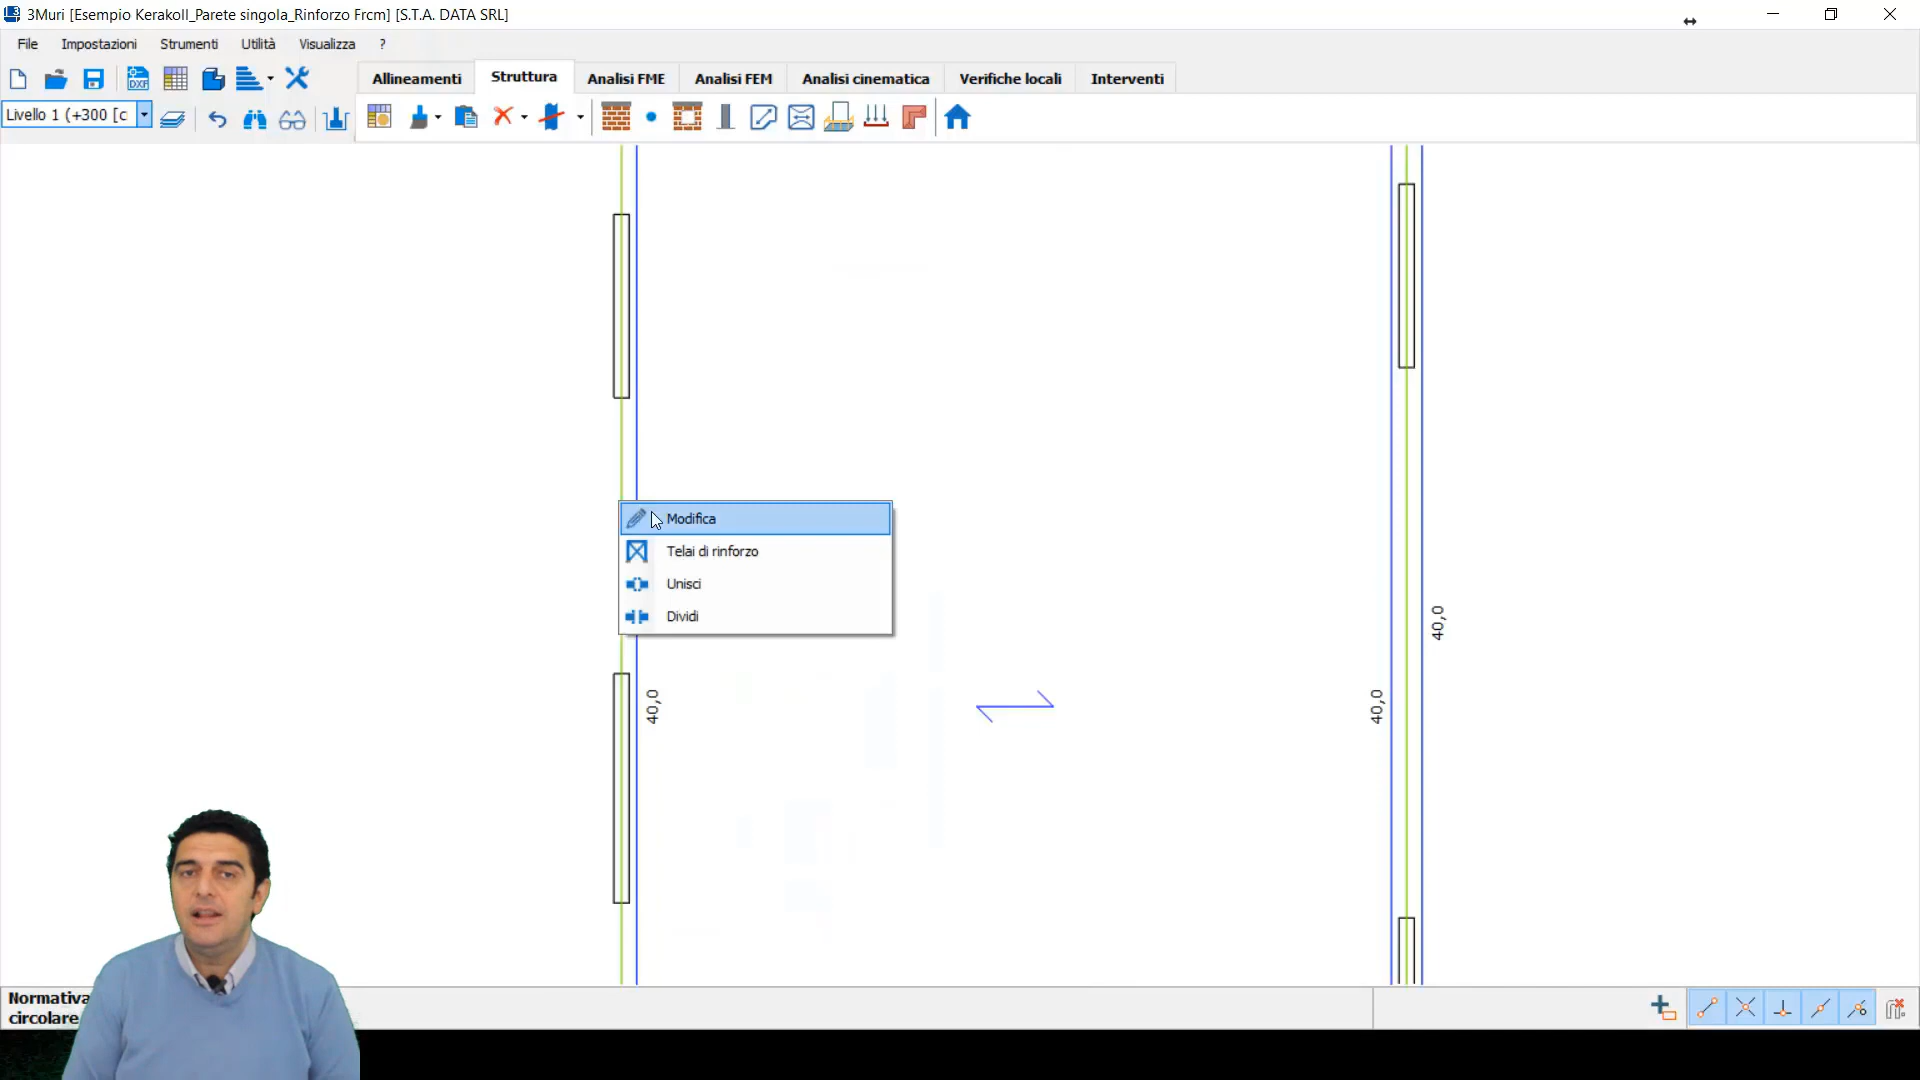 3Muri [Esempio Kerakoll_Parete singola_Rinforzo Frcm] [S.T.A. DATA SRL]
File Impostazioni Strumenti Utilità Visualizza ?
DXF
Allineamenti Struttura Analisi FME Analisi FEM Analisi cinematica Verifiche locali Interventi
Livello 1 (+300 [c
Modifica
Telai di rinforzo
Unisci
Dividi
40,0
40,0
40,0
Normativa
circolare